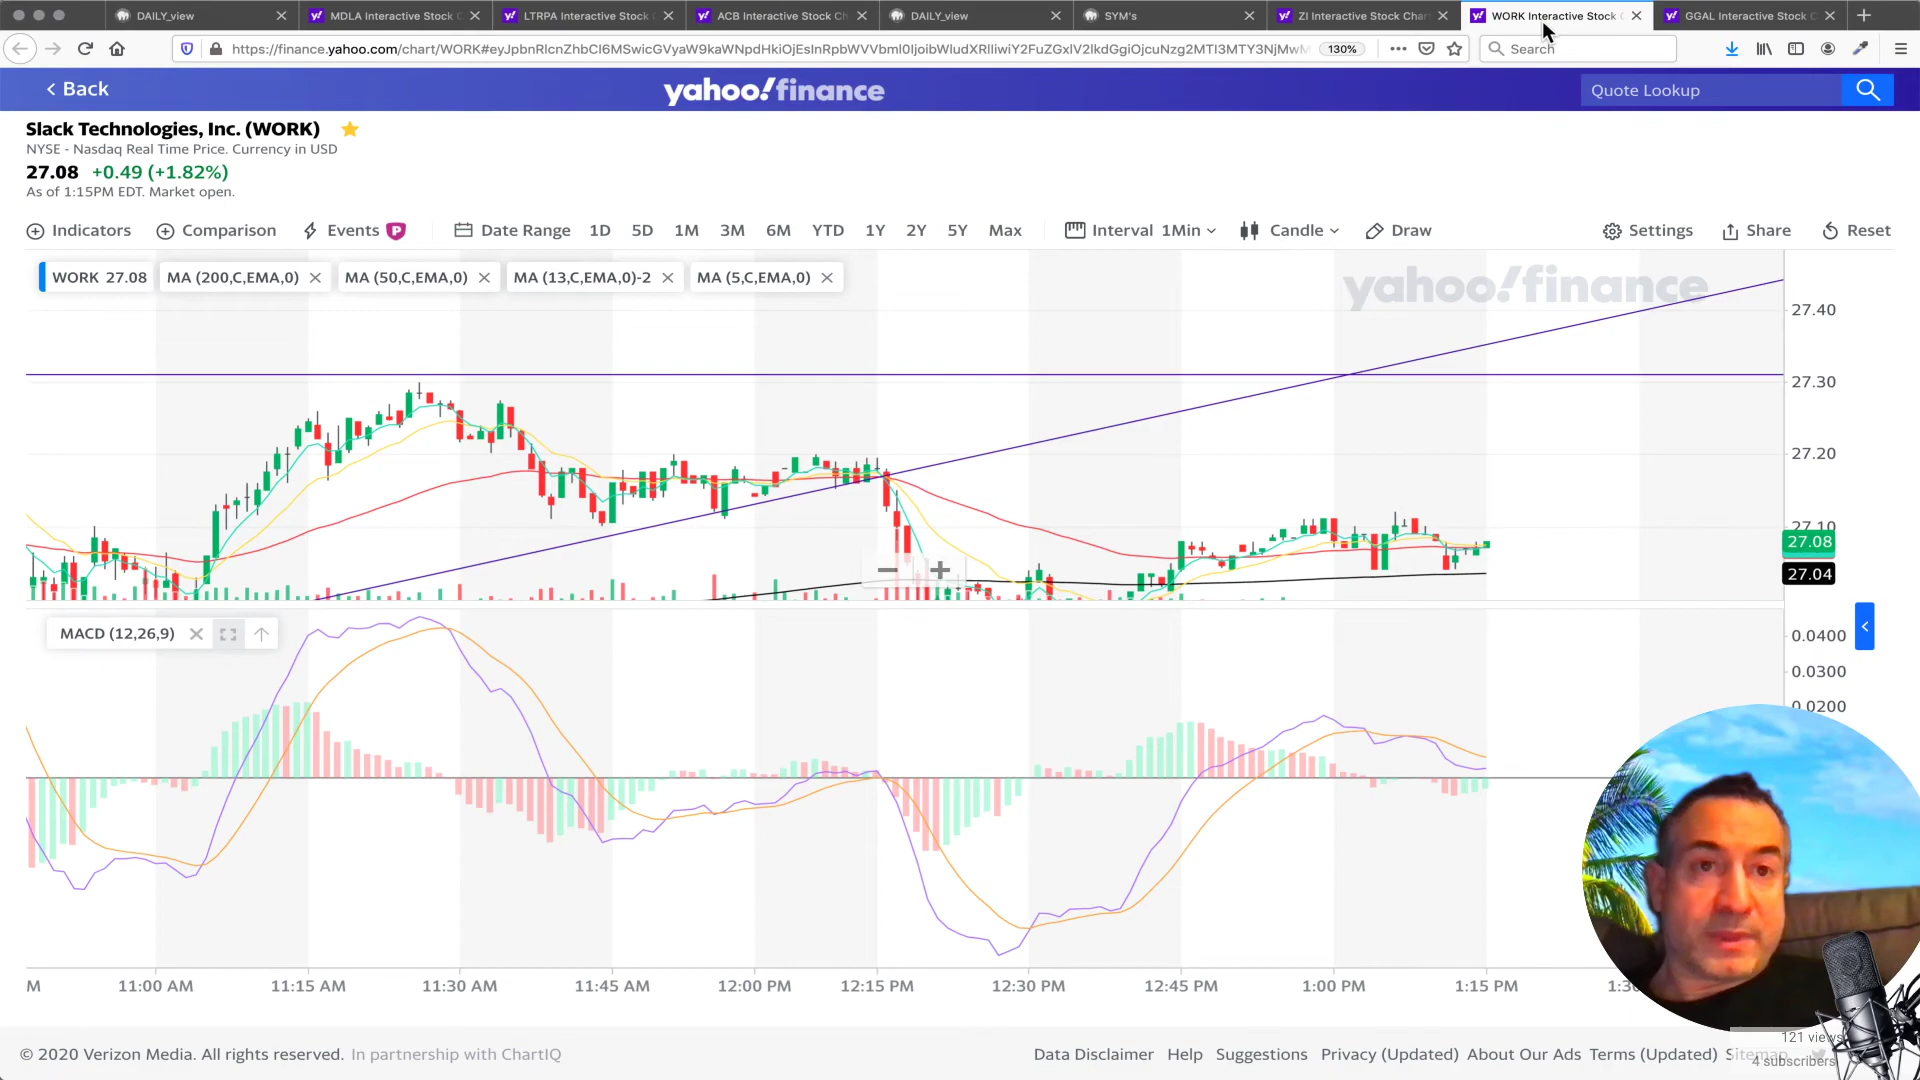 DAILY_view
MDLA Interactive Stock C
LTRPA Interactive Stock
ACB Interactive Stock Ch
DAILY_view
SYM's
ZI Interactive Stock Char
WORK Interactive Stock
GGAL Interactive Stock C
130%
Search
< Back
yahoo!finance
Quote Lookup
Slack Technologies, Inc. (WORK)
NYSE - Nasdaq Real Time Price. Currency in USD
27.08 +0.49 (+1.82%)
As of 1:15PM EDT. Market open.
Indicators Comparison Events P Date Range 1D 5D 1M 3M 6M YTD 1Y 2Y 5Y Max Interval 1Min Candle Draw Settings Share Reset
WORK 27.08 MA (200,C,EMA,0) MA (50,C,EMA,0) MA (13,C,EMA,0)-2 MA (5,C,EMA,0)
yahoo!finance
27.40
27.30
27.20
27.10
27.08
27.04
MACD (12,26,9)
0.0400
0.0300
0.0200
M 11:00 AM 11:15 AM 11:30 AM 11:45 AM 12:00 PM 12:15 PM 12:30 PM 12:45 PM 1:00 PM 1:15 PM
121 views
4 subscribers
© 2020 Verizon Media. All rights reserved. In partnership with ChartIQ
Data Disclaimer Help Suggestions Privacy (Updated) About Our Ads Terms (Updated) Sitemap